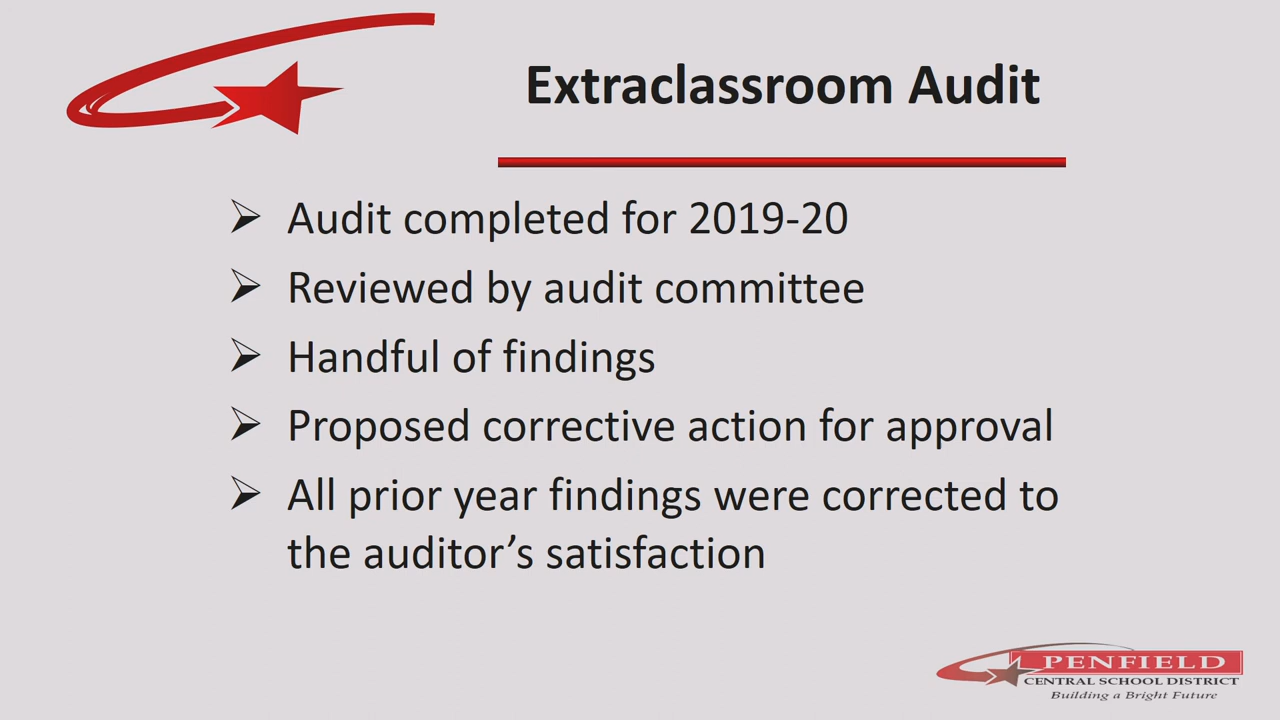 Extraclassroom Audit
Audit completed for 2019-20
Reviewed by audit committee
Handful of findings
Proposed corrective action for approval
All prior year findings were corrected to
the auditor’s satisfaction
PENFIELD
CENTRAL SCHOOL DISTRICT
Building a Bright Future